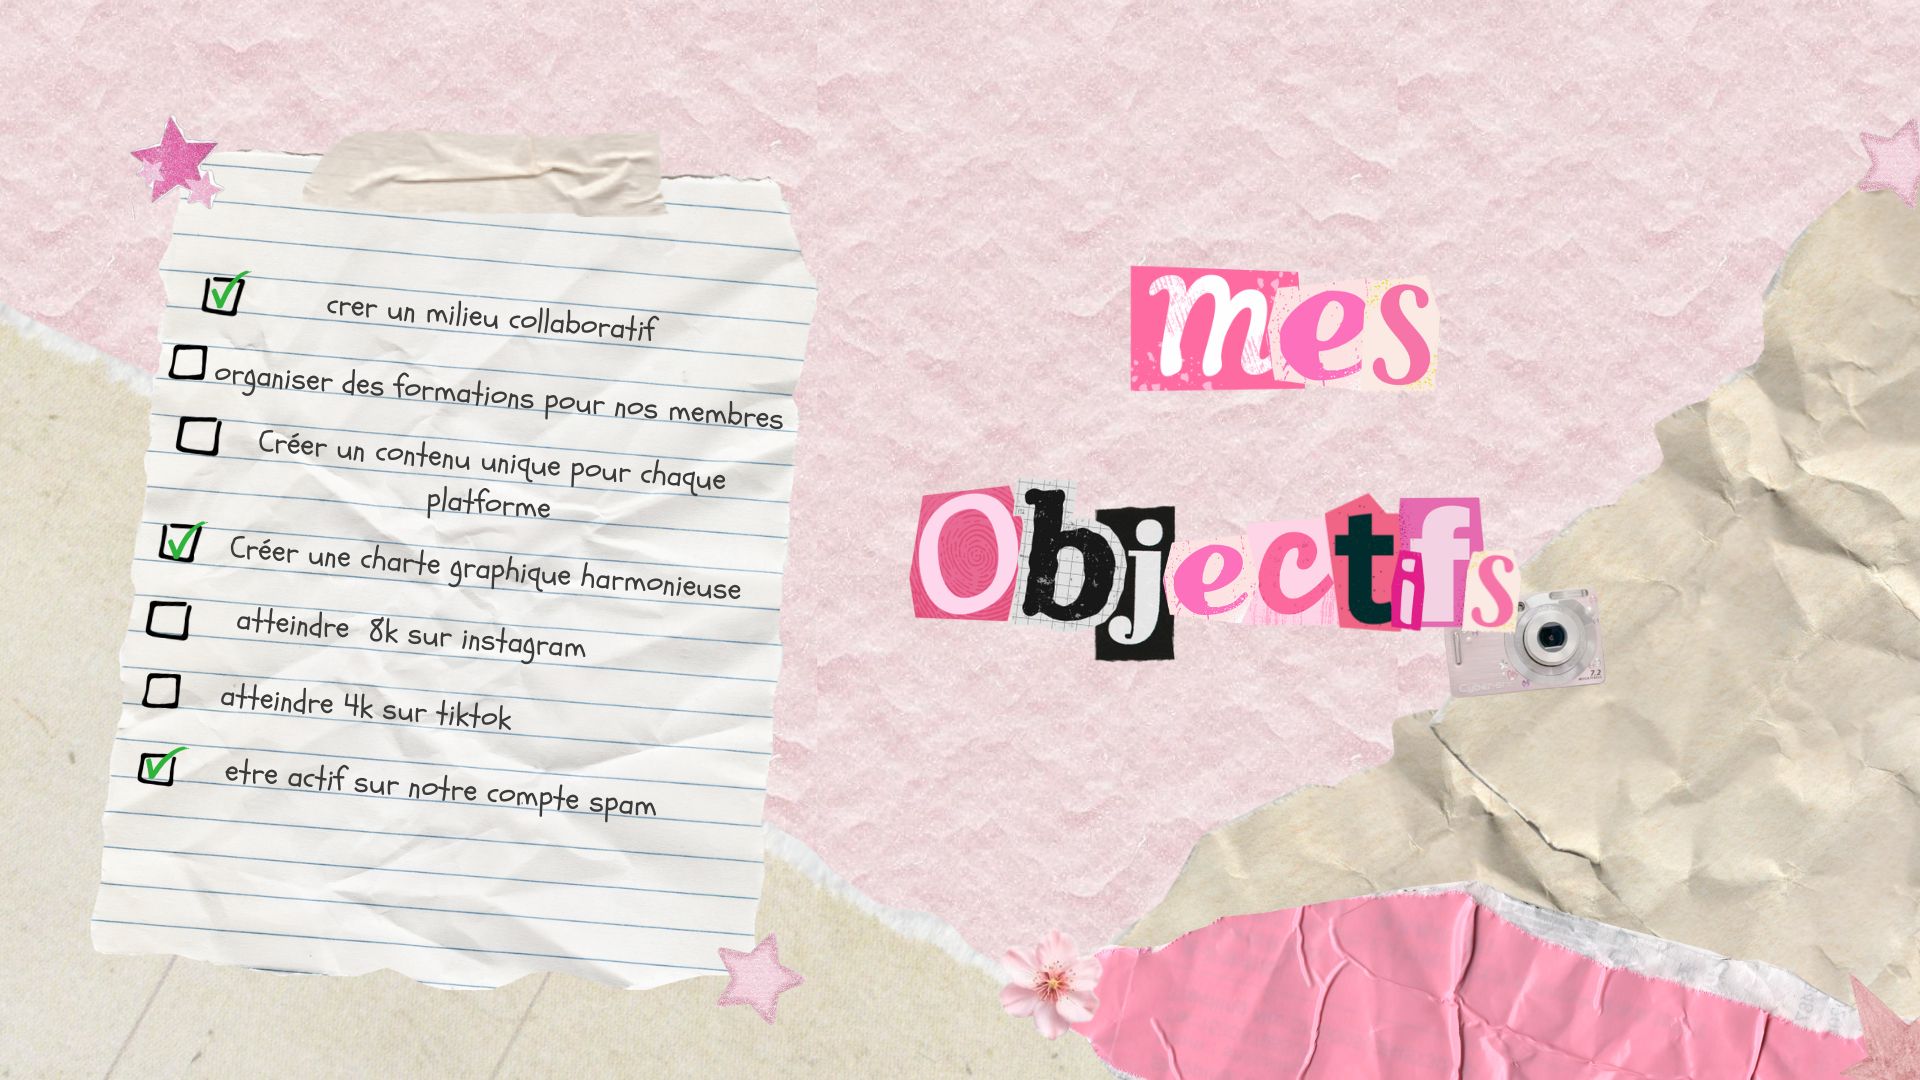 crer un milieu collaboratif
organiser des formations pour nos membres
Créer un contenu unique pour chaque
platforme
Créer une charte graphique harmonieuse
atteindre 8k sur instagram
atteindre 4k sur tiktok
etre actif sur notre compte spam
mes
Objectifs
7.2